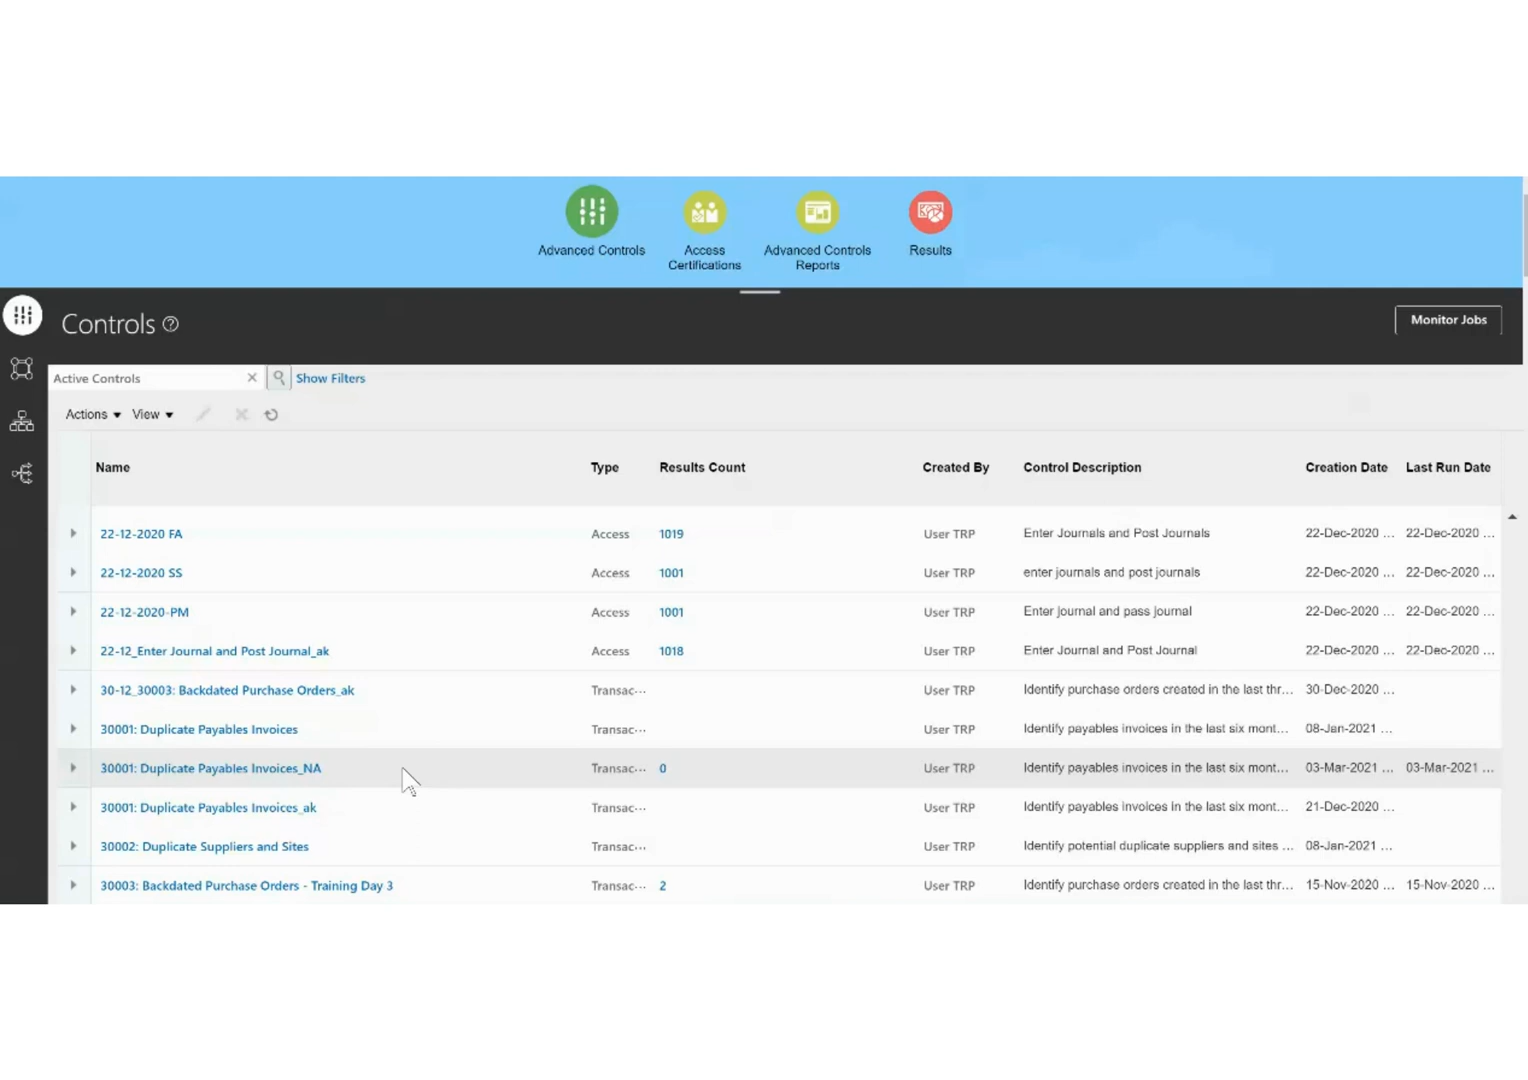 Advanced Controls
Access Certifications
Advanced Controls Reports
Results
Controls
Monitor Jobs
Active Controls Show Filters
Actions View
Name Type Results Count Created By Control Description Creation Date Last Run Date
22-12-2020 FA Access 1019 User TRP Enter Journals and Post Journals 22-Dec-2020 ... 22-Dec-2020 ...
22-12-2020 SS Access 1001 User TRP enter journals and post journals 22-Dec-2020 ... 22-Dec-2020 ...
22-12-2020-PM Access 1001 User TRP Enter journal and pass journal 22-Dec-2020 ... 22-Dec-2020 ...
22-12_Enter Journal and Post Journal_ak Access 1018 User TRP Enter Journal and Post Journal 22-Dec-2020 ... 22-Dec-2020 ...
30-12_30003: Backdated Purchase Orders_ak Transac... User TRP Identify purchase orders created in the last thr... 30-Dec-2020 ...
30001: Duplicate Payables Invoices Transac... User TRP Identify payables invoices in the last six mont... 08-Jan-2021 ...
30001: Duplicate Payables Invoices_NA Transac... 0 User TRP Identify payables invoices in the last six mont... 03-Mar-2021 ... 03-Mar-2021 ...
30001: Duplicate Payables Invoices_ak Transac... User TRP Identify payables invoices in the last six mont... 21-Dec-2020 ...
30002: Duplicate Suppliers and Sites Transac... User TRP Identify potential duplicate suppliers and sites ... 08-Jan-2021 ...
30003: Backdated Purchase Orders - Training Day 3 Transac... 2 User TRP Identify purchase orders created in the last thr... 15-Nov-2020 ... 15-Nov-2020 ...